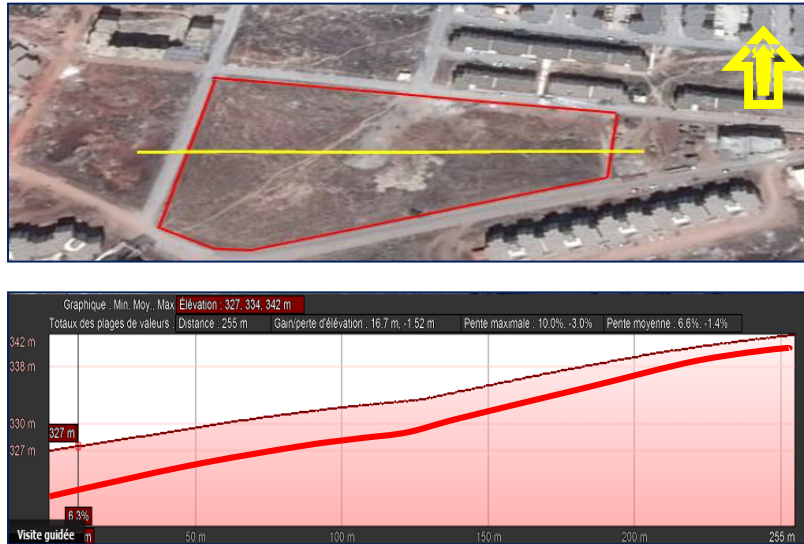 Graphique : Min. Moy., Max. Élévation : 327, 334, 342 m
Totaux des plages de valeurs : Distance : 255 m Gain/perte d'élévation : 16.7 m, -1.52 m Pente maximale : 10.0%, -3.0% Pente moyenne : 6.6%, -1.4%
342 m
338 m
330 m
327 m
327 m
6.3%
Visite guidée m 50 m 100 m 150 m 200 m 255 m